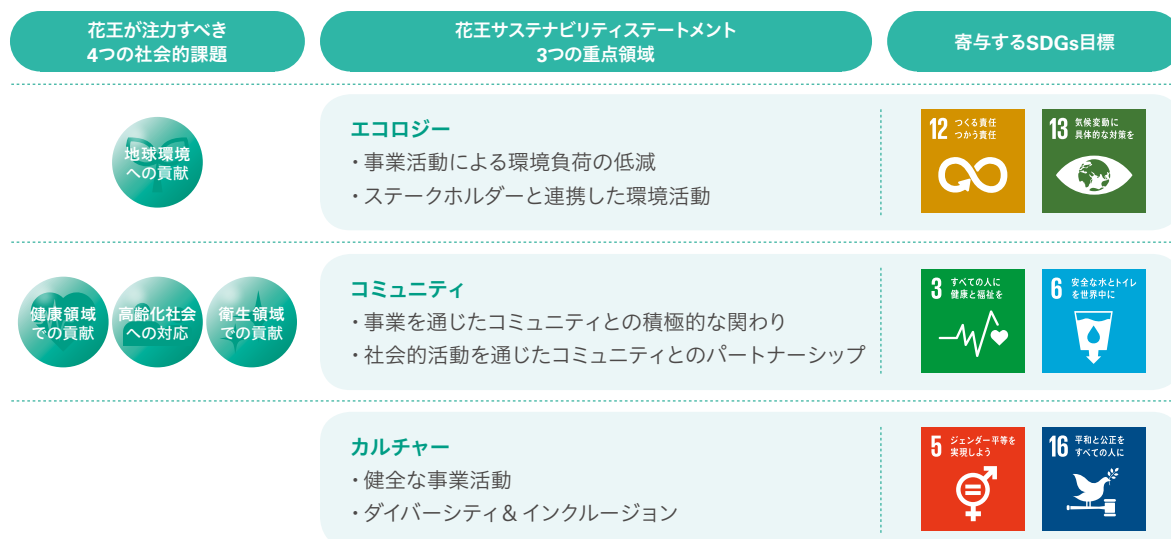 花王が注力すべき
4つの社会的課題
花王サステナビリティステートメント
3つの重点領域
寄与するSDGs目標
地球環境
への貢献
エコロジー
・事業活動による環境負荷の低減
・ステークホルダーと連携した環境活動
12 つくる責任
つかう責任
13 気候変動に
具体的な対策を
健康領域
での貢献
高齢化社会
への対応
衛生領域
での貢献
コミュニティ
・事業を通じたコミュニティとの積極的な関わり
・社会的活動を通じたコミュニティとのパートナーシップ
3 すべての人に
健康と福祉を
6 安全な水とトイレ
を世界中に
カルチャー
・健全な事業活動
・ダイバーシティ& インクルージョン
5 ジェンダー平等を
実現しよう
16 平和と公正を
すべての人に